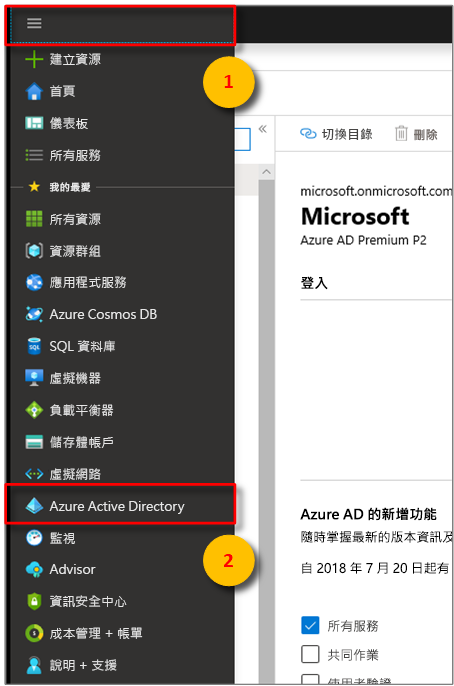 1
建立資源
首頁
儀表板
所有服務
我的最愛
所有資源
資源群組
應用程式服務
Azure Cosmos DB
SQL 資料庫
虛擬機器
負載平衡器
儲存體帳戶
虛擬網路
Azure Active Directory
2
監視
Advisor
資訊安全中心
成本管理 + 帳單
說明 + 支援
切換目錄 刪除
microsoft.onmicrosoft.com
Microsoft
Azure AD Premium P2
登入
Azure AD 的新增功能
隨時掌握最新的版本資訊及
自 2018 年 7 月 20 日起有
所有服務
共同作業
使用者驗證